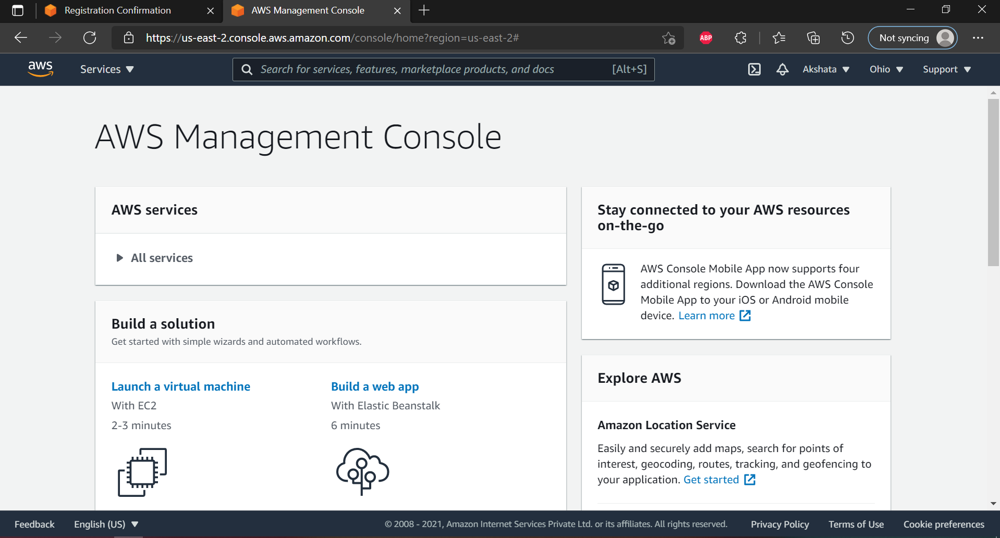 Registration Confirmation
AWS Management Console
https://us-east-2.console.aws.amazon.com/console/home?region=us-east-2#
ABP
Not syncing
aws
Services
Search for services, features, marketplace products, and docs
[Alt+S]
Akshata
Ohio
Support
AWS Management Console
AWS services
All services
Build a solution
Get started with simple wizards and automated workflows.
Launch a virtual machine
With EC2
2-3 minutes
Build a web app
With Elastic Beanstalk
6 minutes
Stay connected to your AWS resources
on-the-go
AWS Console Mobile App now supports four
additional regions. Download the AWS Console
Mobile App to your iOS or Android mobile
device. Learn more
Explore AWS
Amazon Location Service
Easily and securely add maps, search for points of
interest, geocoding, routes, tracking, and geofencing to
your application. Get started
Feedback
English (US)
© 2008 - 2021, Amazon Internet Services Private Ltd. or its affiliates. All rights reserved.
Privacy Policy
Terms of Use
Cookie preferences